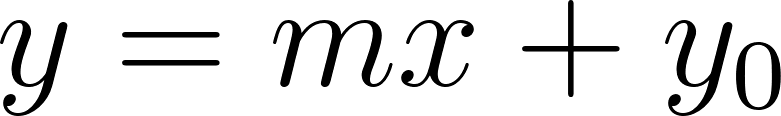 y = mx + y₀